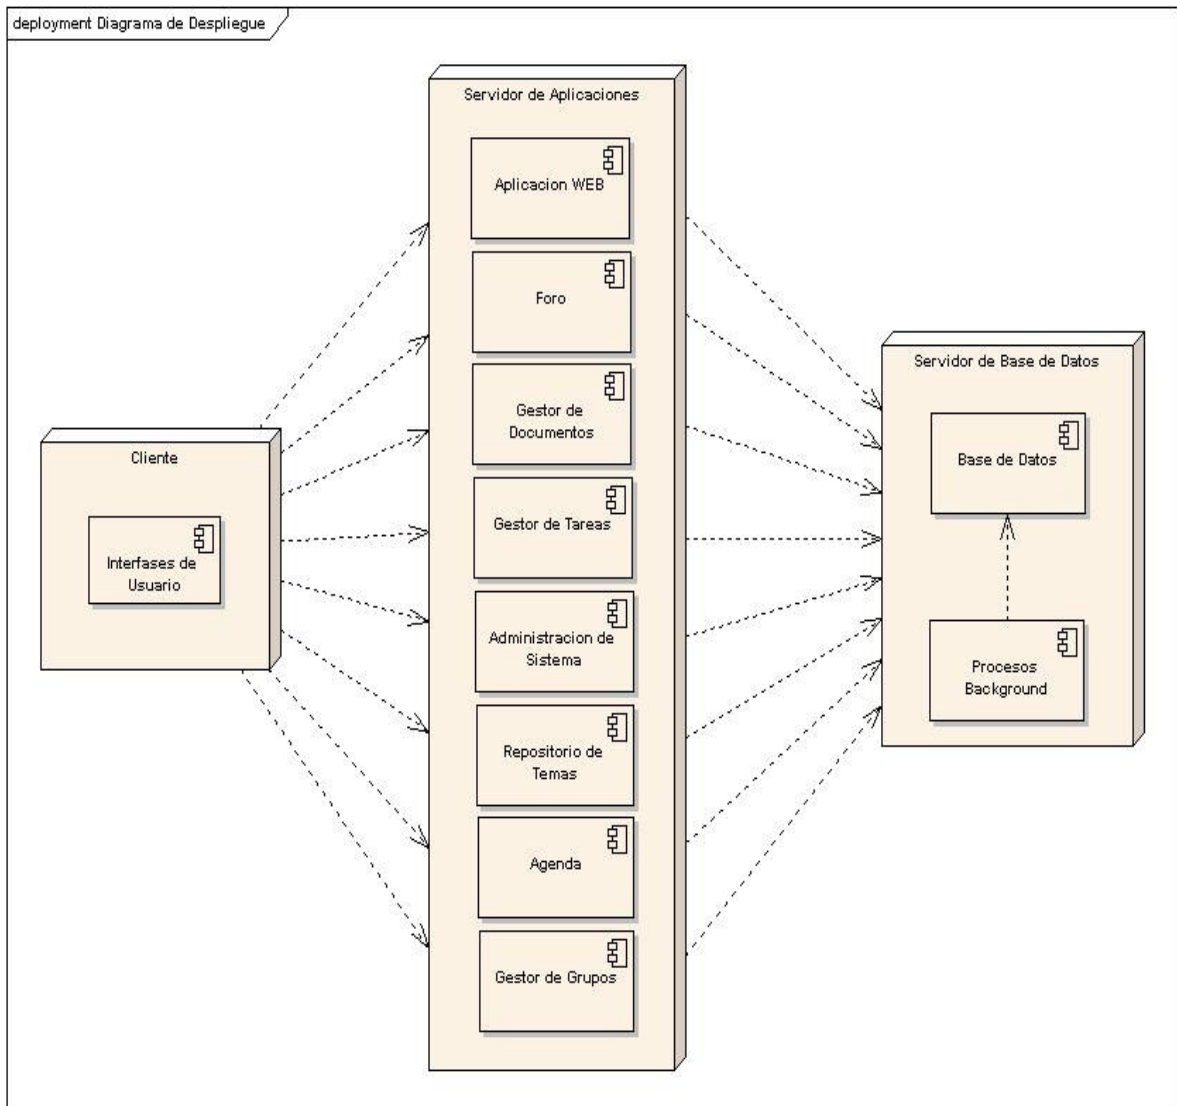 deployment Diagrama de Despliegue
Servidor de Aplicaciones
Aplicacion WEB
Foro
Gestor de
Documentos
Gestor de Tareas
Administracion de
Sistema
Repositorio de
Temas
Agenda
Gestor de Grupos
Cliente
Interfases de
Usuario
Servidor de Base de Datos
Base de Datos
Procesos
Background